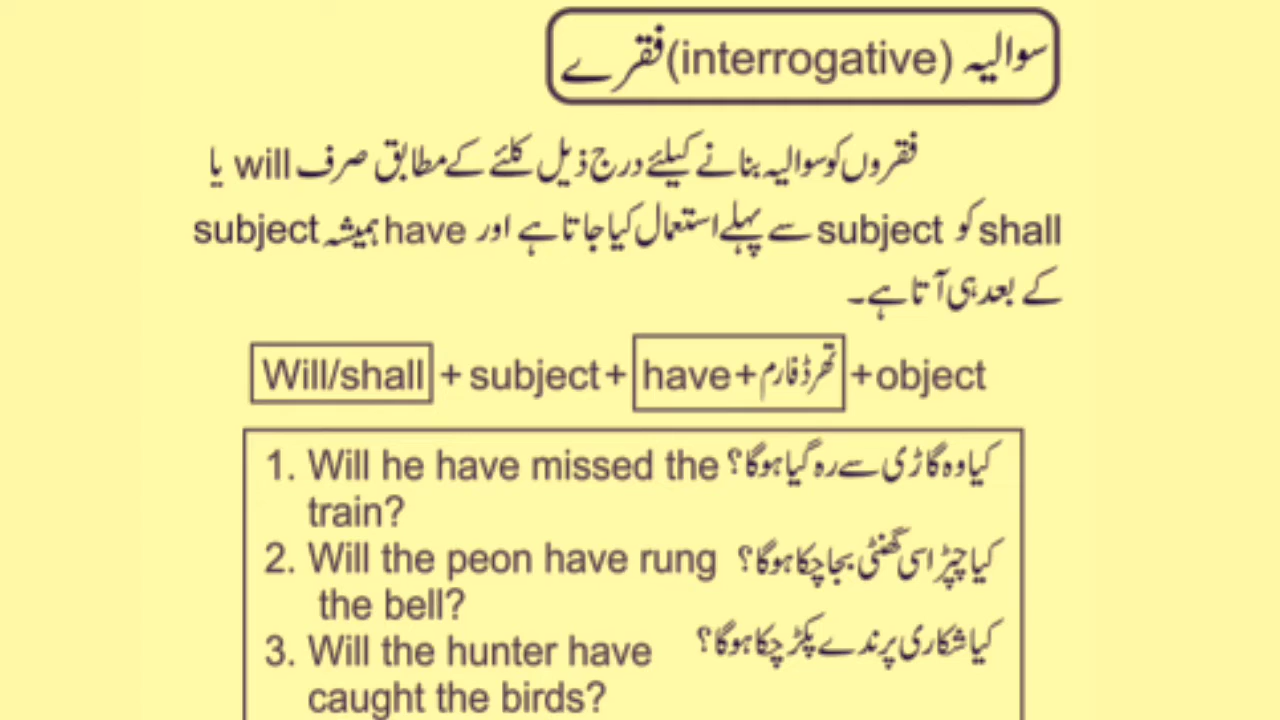 سوالیہ (interrogative) فقرے
فقروں کو سوالیہ بنانے کیلئے درج ذیل کلئے کے مطابق صرف will یا
shall کو subject سے پہلے استعمال کیا جاتا ہے اور have ہمیشہ subject
کے بعد ہی آتا ہے۔
Will/shall + subject + have + تھرڈ فارم + object
1. Will he have missed the کیا وہ گاڑی سے رہ گیا ہوگا؟
train?
2. Will the peon have rung کیا چپڑاسی گھنٹی بجا چکا ہوگا؟
the bell?
3. Will the hunter have کیا شکاری پرندے پکڑ چکا ہوگا؟
caught the birds?